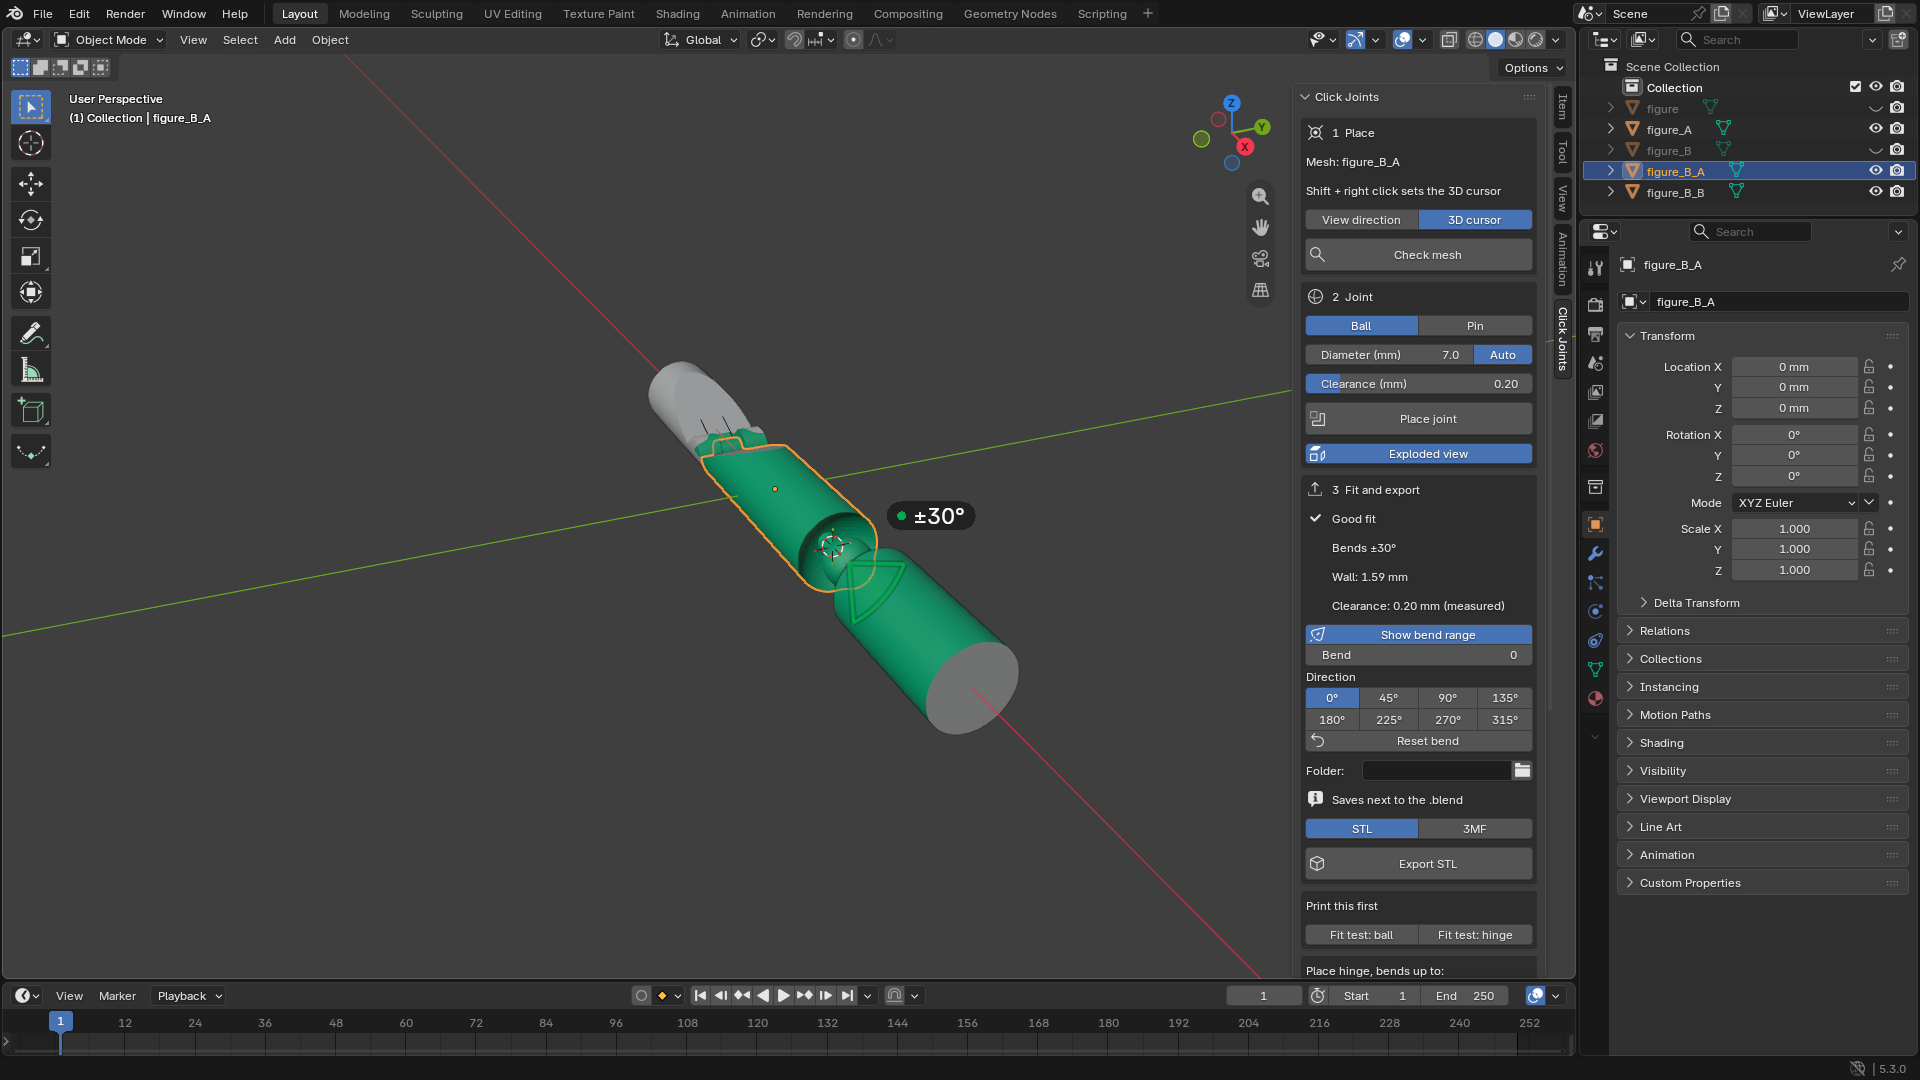 File Edit Render Window Help Layout Modeling Sculpting UV Editing Texture Paint Shading Animation Rendering Compositing Geometry Nodes Scripting + Scene ViewLayer
Object Mode View Select Add Object Global Search
Options
User Perspective
(1) Collection | figure_B_A
Z
Y
X
±30°
Click Joints
1 Place
Mesh: figure_B_A
Shift + right click sets the 3D cursor
View direction 3D cursor
Check mesh
2 Joint
Ball Pin
Diameter (mm) 7.0 Auto
Clearance (mm) 0.20
Place joint
Exploded view
3 Fit and export
Good fit
Bends ±30°
Wall: 1.59 mm
Clearance: 0.20 mm (measured)
Show bend range
Bend 0
Direction
0° 45° 90° 135°
180° 225° 270° 315°
Reset bend
Folder:
Saves next to the .blend
STL 3MF
Export STL
Print this first
Fit test: ball Fit test: hinge
Place hinge, bends up to:
Item
Tool
View
Animation
Click Joints
Scene Collection
Collection
figure
figure_A
figure_B
figure_B_A
figure_B_B
Search
figure_B_A
figure_B_A
Transform
Location X 0 mm
Y 0 mm
Z 0 mm
Rotation X 0°
Y 0°
Z 0°
Mode XYZ Euler
Scale X 1.000
Y 1.000
Z 1.000
Delta Transform
Relations
Collections
Instancing
Motion Paths
Shading
Visibility
Viewport Display
Line Art
Animation
Custom Properties
View Marker Playback 1 Start 1 End 250
1 12 24 36 48 60 72 84 96 108 120 132 144 156 168 180 192 204 216 228 240 252
5.3.0